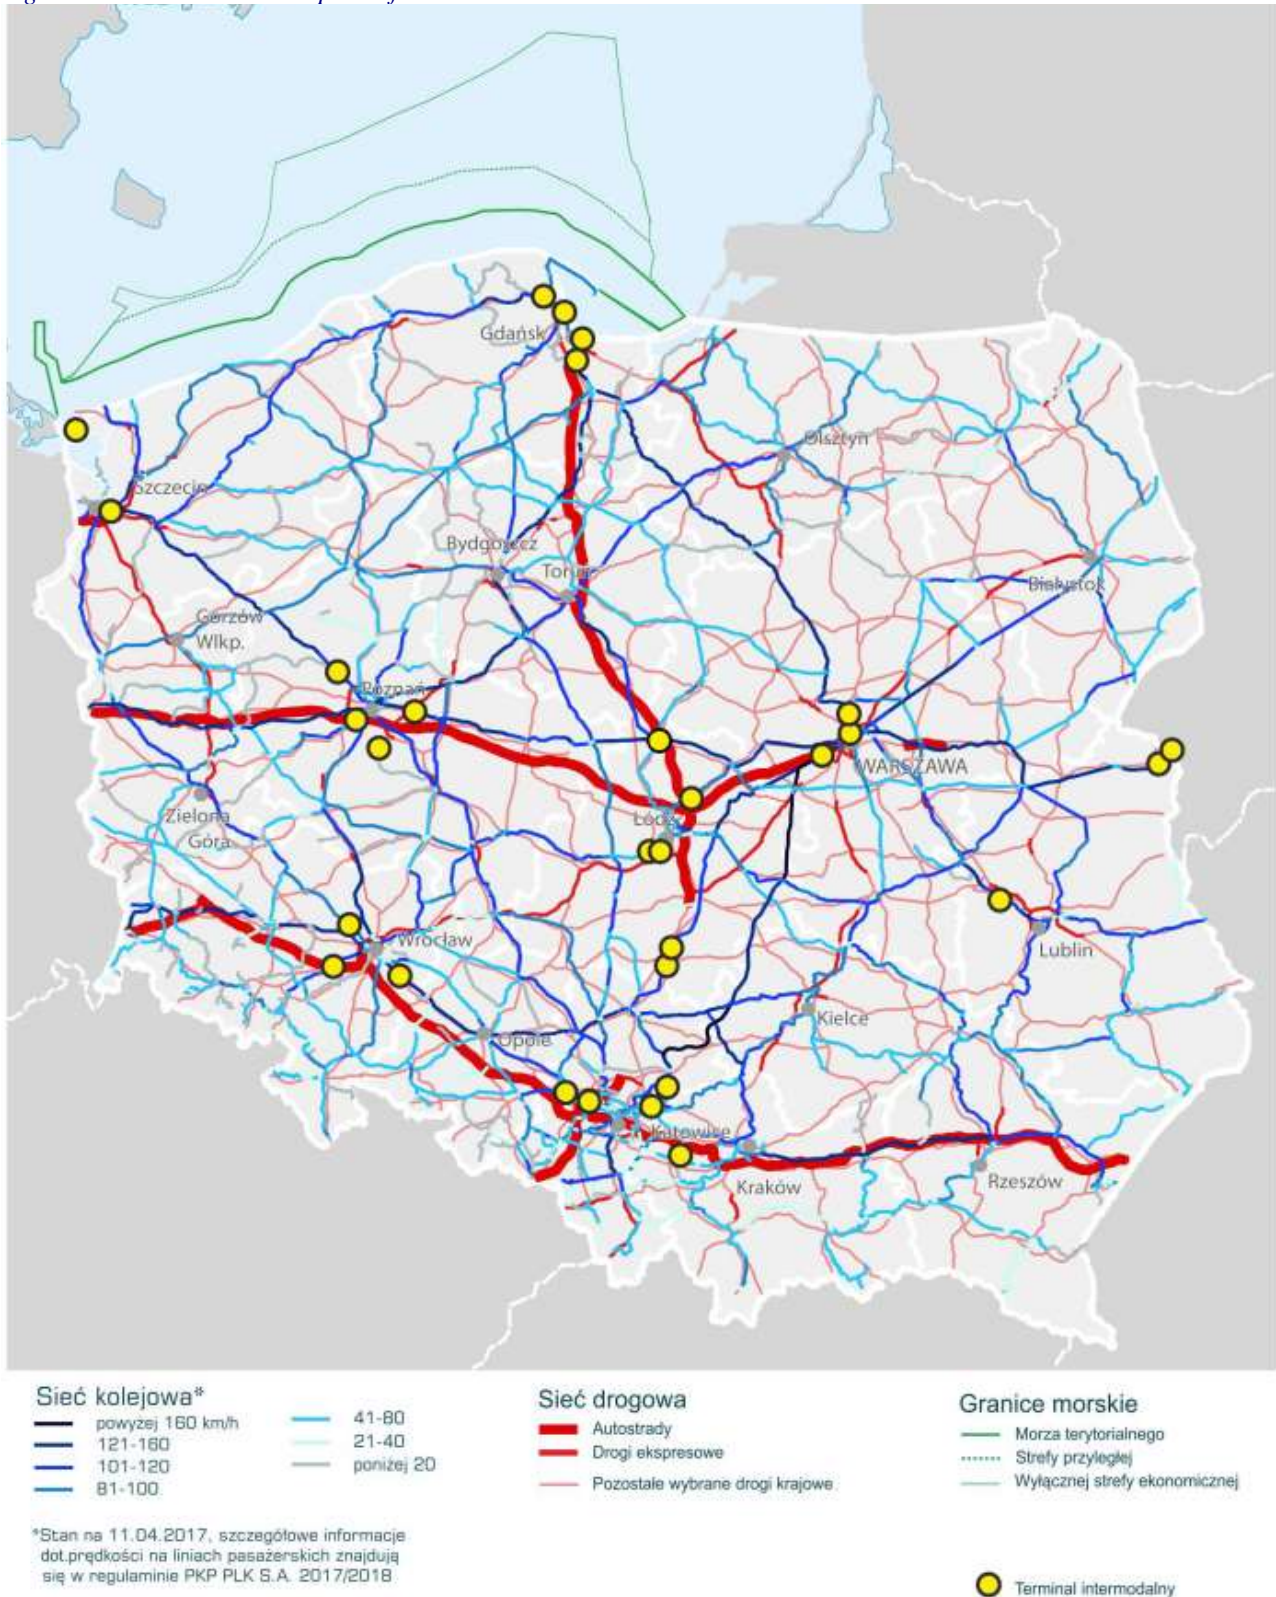 Gdańsk
Olsztyn
Szczecin
Bydgoszcz
Toruń
Białystok
Gorzów
Wlkp.
Poznań
WARSZAWA
Zielona
Góra
Łódź
Wrocław
Lublin
Kielce
Opole
Katowice
Kraków
Rzeszów
Sieć kolejowa*
powyżej 160 km/h
121-160
101-120
81-100
41-80
21-40
poniżej 20
*Stan na 11.04.2017, szczegółowe informacje
dot.prędkości na liniach pasażerskich znajdują
się w regulaminie PKP PLK S.A. 2017/2018
Sieć drogowa
Autostrady
Drogi ekspresowe
Pozostałe wybrane drogi krajowe
Granice morskie
Morza terytorialnego
Strefy przyległej
Wyłącznej strefy ekonomicznej
Terminal intermodalny